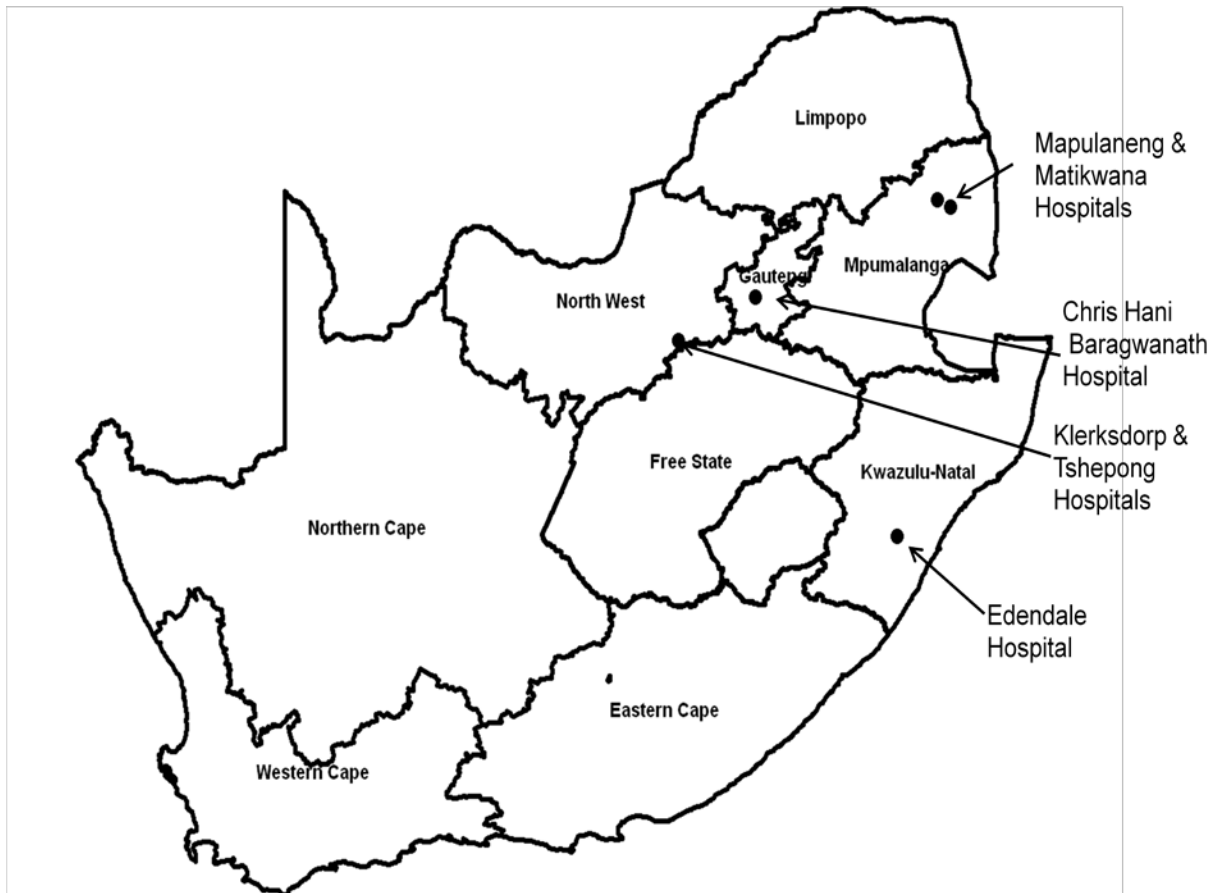 Limpopo
Mapulaneng &
Matikwana
Hospitals
Mpumalanga
Gauteng
North West
Chris Hani
Baragwanath
Hospital
Klerksdorp &
Tshepong
Hospitals
Free State
Kwazulu-Natal
Northern Cape
Edendale
Hospital
Eastern Cape
Western Cape